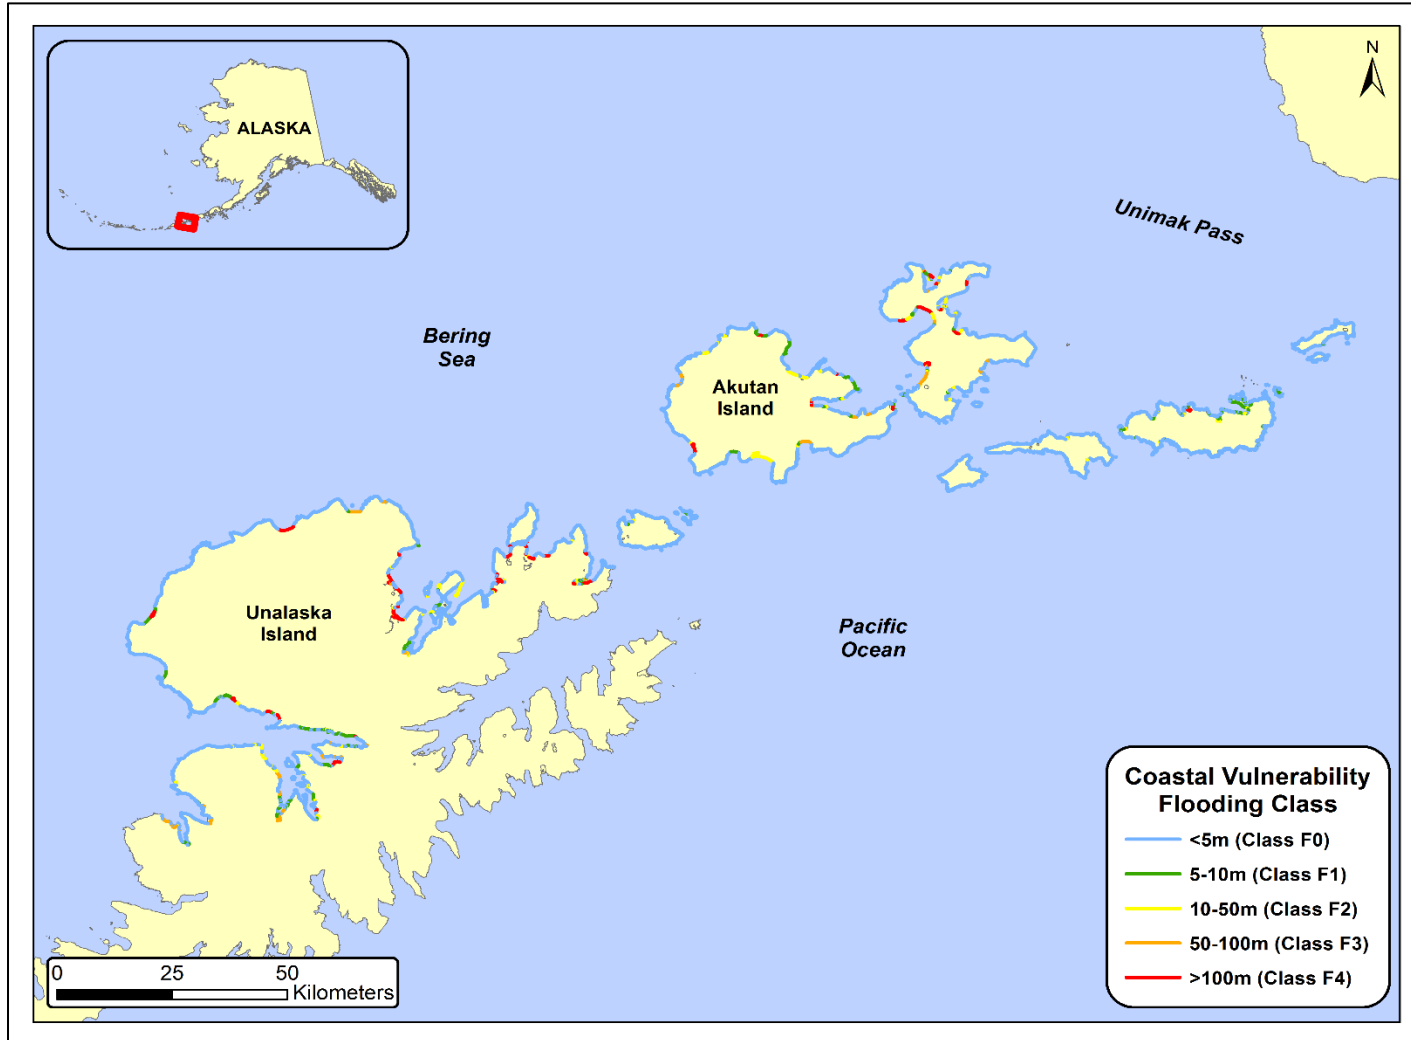 ALASKA
N
Unimak Pass
Bering
Sea
Akutan
Island
Unalaska
Island
Pacific
Ocean
Coastal Vulnerability
Flooding Class
<5m (Class F0)
5-10m (Class F1)
10-50m (Class F2)
50-100m (Class F3)
>100m (Class F4)
0 25 50
Kilometers